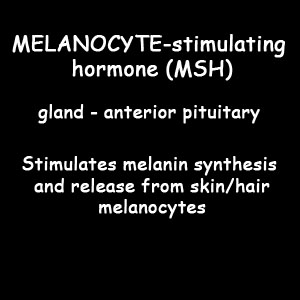 MELANOCYTE-stimulating
hormone (MSH)
gland - anterior pituitary
Stimulates melanin synthesis
and release from skin/hair
melanocytes